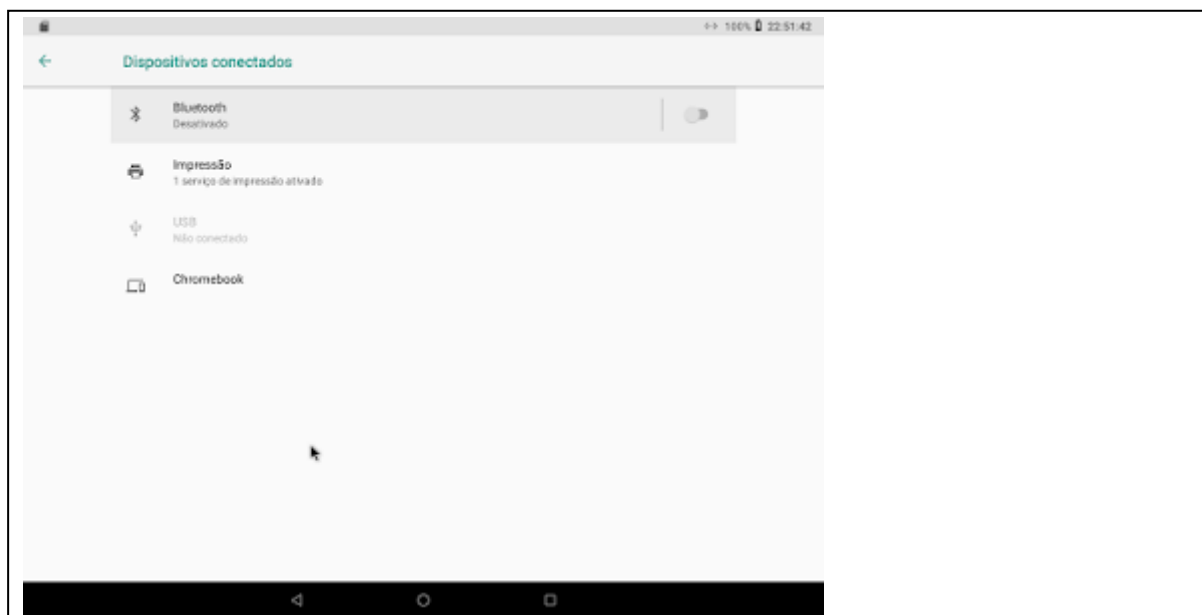 100% 22:51:42
Dispositivos conectados
Bluetooth
Desativado
Impressão
1 serviço de impressão ativado
USB
Não conectado
Chromebook